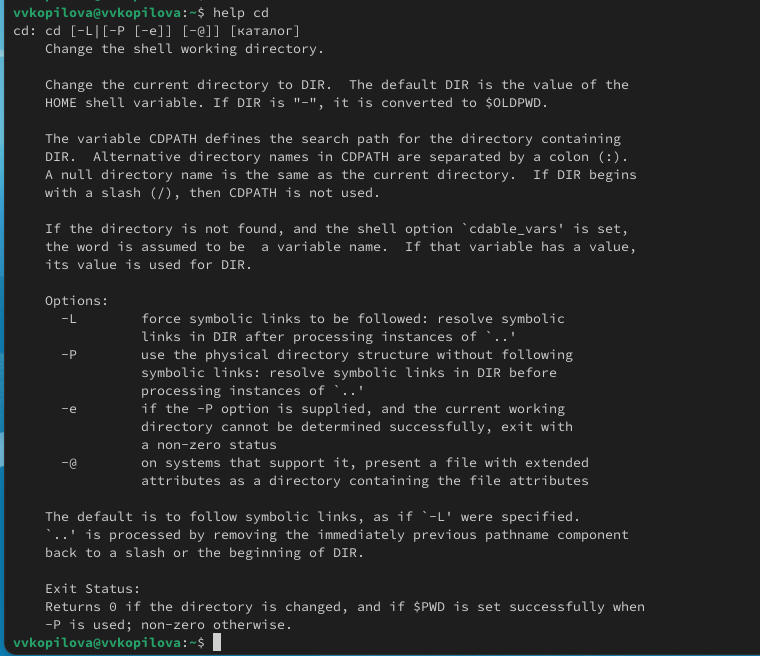 vvkopilova@vvkopilova:~$ help cd
cd: cd [-L|[-P [-e]] [-@]] [каталог]
    Change the shell working directory.

    Change the current directory to DIR.  The default DIR is the value of the
    HOME shell variable. If DIR is "-", it is converted to $OLDPWD.

    The variable CDPATH defines the search path for the directory containing
    DIR.  Alternative directory names in CDPATH are separated by a colon (:).
    A null directory name is the same as the current directory.  If DIR begins
    with a slash (/), then CDPATH is not used.

    If the directory is not found, and the shell option `cdable_vars' is set,
    the word is assumed to be  a variable name.  If that variable has a value,
    its value is used for DIR.

    Options:
      -L        force symbolic links to be followed: resolve symbolic
                links in DIR after processing instances of `..'
      -P        use the physical directory structure without following
                symbolic links: resolve symbolic links in DIR before
                processing instances of `..'
      -e        if the -P option is supplied, and the current working
                directory cannot be determined successfully, exit with
                a non-zero status
      -@        on systems that support it, present a file with extended
                attributes as a directory containing the file attributes

    The default is to follow symbolic links, as if `-L' were specified.
    `..' is processed by removing the immediately previous pathname component
    back to a slash or the beginning of DIR.

    Exit Status:
    Returns 0 if the directory is changed, and if $PWD is set successfully when
    -P is used; non-zero otherwise.
vvkopilova@vvkopilova:~$